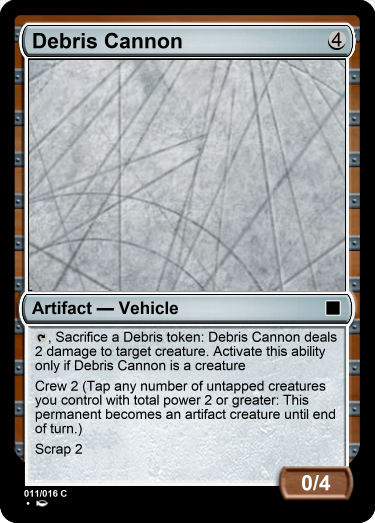 Debris Cannon
4
Artifact — Vehicle
, Sacrifice a Debris token: Debris Cannon deals
2 damage to target creature. Activate this ability
only if Debris Cannon is a creature
Crew 2 (Tap any number of untapped creatures
you control with total power 2 or greater: This
permanent becomes an artifact creature until end
of turn.)
Scrap 2
0/4
011/016 C